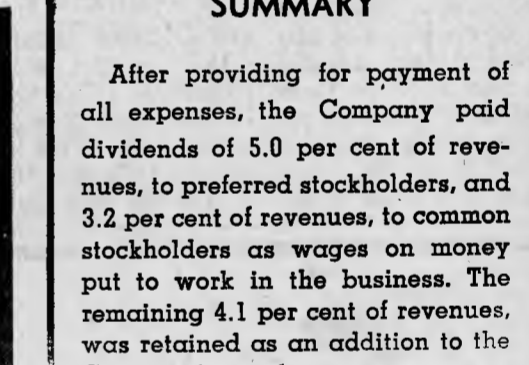 SUMMARY
After providing for payment of
all expenses, the Company paid
dividends of 5.0 per cent of reve-
nues, to preferred stockholders, and
3.2 per cent of revenues, to common
stockholders as wages on money
put to work in the business. The
remaining 4.1 per cent of revenues,
was retained as an addition to the